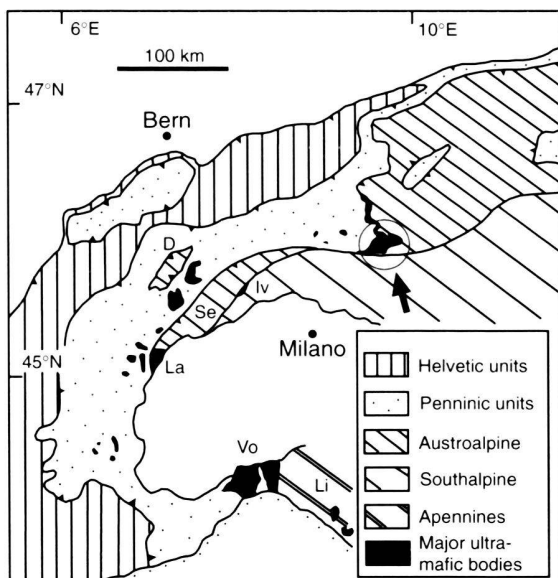 6°E
10°E
100 km
47°N
Bern
D
Se
Iv
Milano
45°N
La
Vo
Li
Helvetic units
Penninic units
Austroalpine
Southalpine
Apennines
Major ultra-
mafic bodies